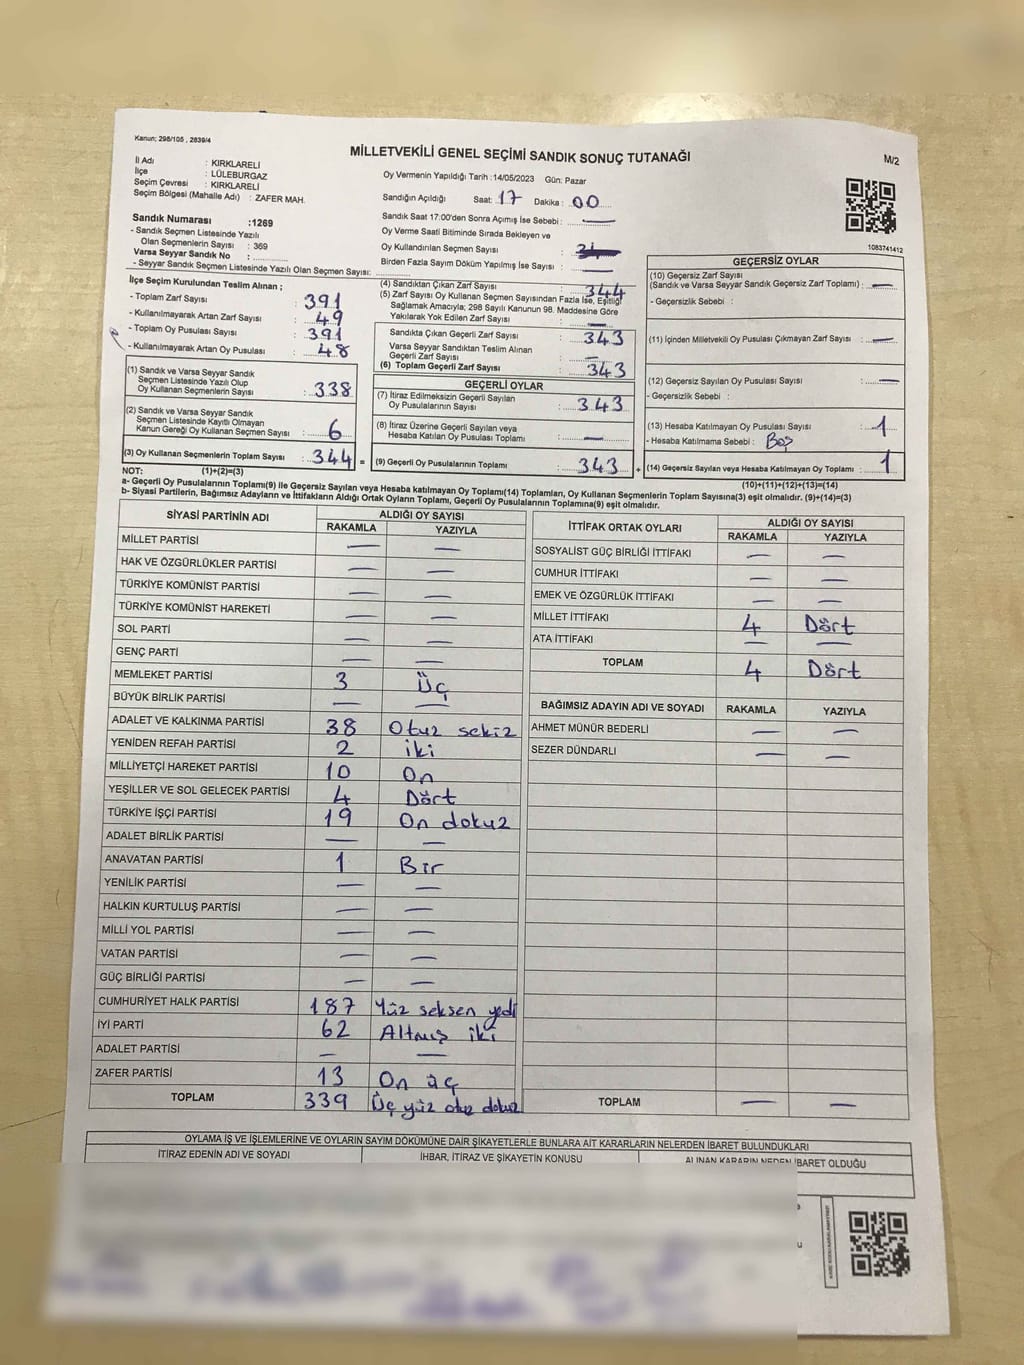 Kanun: 298/105 , 2839/4
MİLLETVEKİLİ GENEL SEÇİMİ SANDIK SONUÇ TUTANAĞI
M/2
İl Adı : KIRKLARELİ
İlçe : LÜLEBURGAZ
Seçim Çevresi : KIRKLARELİ
Seçim Bölgesi (Mahalle Adı) : ZAFER MAH.
Sandık Numarası :1269
- Sandık Seçmen Listesinde Yazılı
Olan Seçmenlerin Sayısı : 369
Varsa Seyyar Sandık No :
- Seyyar Sandık Seçmen Listesinde Yazılı Olan Seçmen Sayısı:
Oy Vermenin Yapıldığı Tarih :14/05/2023 Gün: Pazar
Sandığın Açıldığı Saat: 17 Dakika : 00
Sandık Saat 17:00'den Sonra Açımış İse Sebebi : —
Oy Verme Saati Bitiminde Sırada Bekleyen ve
Oy Kullandırılan Seçmen Sayısı :
Birden Fazla Sayım Döküm Yapılmış İse Sayısı : —
1083741412
İlçe Seçim Kurulundan Teslim Alınan ;
- Toplam Zarf Sayısı : 391
- Kullanılmayarak Artan Zarf Sayısı : 49
- Toplam Oy Pusulası Sayısı : 391
- Kullanılmayarak Artan Oy Pusulası : 48
(1) Sandık ve Varsa Seyyar Sandık
Seçmen Listesinde Yazılı Olup
Oy Kullanan Seçmenlerin Sayısı : 338
(2) Sandık ve Varsa Seyyar Sandık
Seçmen Listesinde Kayıtlı Olmayan
Kanun Gereği Oy Kullanan Seçmen Sayısı : 6
(3) Oy Kullanan Seçmenlerin Toplam Sayısı : 344 =
(4) Sandıktan Çıkan Zarf Sayısı : 344
(5) Zarf Sayısı Oy Kullanan Seçmen Sayısından Fazla İse, Eşitliği
Sağlamak Amacıyla; 298 Sayılı Kanunun 98. Maddesine Göre
Yakılarak Yok Edilen Zarf Sayısı : —
Sandıkta Çıkan Geçerli Zarf Sayısı : 343
Varsa Seyyar Sandıktan Teslim Alınan
Geçerli Zarf Sayısı : —
(6) Toplam Geçerli Zarf Sayısı : 343
GEÇERLİ OYLAR
(7) İtiraz Edilmeksizin Geçerli Sayılan
Oy Pusulalarının Sayısı : 343
(8) İtiraz Üzerine Geçerli Sayılan veya
Hesaba Katılan Oy Pusulası Toplamı : —
(9) Geçerli Oy Pusulalarının Toplamı : 343 +
GEÇERSİZ OYLAR
(10) Geçersiz Zarf Sayısı
(Sandık ve Varsa Seyyar Sandık Geçersiz Zarf Toplamı) : —
- Geçersizlik Sebebi :
(11) İçinden Milletvekili Oy Pusulası Çıkmayan Zarf Sayısı : —
(12) Geçersiz Sayılan Oy Pusulası Sayısı : —
- Geçersizlik Sebebi :
(13) Hesaba Katılmayan Oy Pusulası Sayısı : 1
- Hesaba Katılmama Sebebi : Boş
(14) Geçersiz Sayılan veya Hesaba Katılmayan Oy Toplamı : 1
NOT: (1)+(2)=(3)
(10)+(11)+(12)+(13)=(14)
a- Geçerli Oy Pusulaları Toplamı(9) ile Geçersiz Sayılan veya Hesaba katılmayan Oy Toplamı(14) Toplamları, Oy Kullanan Seçmenlerin Toplam Sayısına(3) eşit olmalıdır. (9)+(14)=(3)
b- Siyasi Partilerin, Bağımsız Adayların ve İttifakların Aldığı Ortak Oyların Toplamı, Geçerli Oy Pusulalarının Toplamına(9) eşit olmalıdır.
SİYASİ PARTİNİN ADI ALDIĞI OY SAYISI
RAKAMLA YAZIYLA
MİLLET PARTİSİ — —
HAK VE ÖZGÜRLÜKLER PARTİSİ — —
TÜRKİYE KOMÜNİST PARTİSİ — —
TÜRKİYE KOMÜNİST HAREKETİ — —
SOL PARTİ — —
GENÇ PARTİ — —
MEMLEKET PARTİSİ 3 Üç
BÜYÜK BİRLİK PARTİSİ — —
ADALET VE KALKINMA PARTİSİ 38 Otuz sekiz
YENİDEN REFAH PARTİSİ 2 iki
MİLLİYETÇİ HAREKET PARTİSİ 10 On
YEŞİLLER VE SOL GELECEK PARTİSİ 4 Dört
TÜRKİYE İŞÇİ PARTİSİ 19 On dokuz
ADALET BİRLİK PARTİSİ — —
ANAVATAN PARTİSİ 1 Bir
YENİLİK PARTİSİ — —
HALKIN KURTULUŞ PARTİSİ — —
MİLLİ YOL PARTİSİ — —
VATAN PARTİSİ — —
GÜÇ BİRLİĞİ PARTİSİ — —
CUMHURİYET HALK PARTİSİ 187 Yüz seksen yedi
İYİ PARTİ 62 Altmış iki
ADALET PARTİSİ — —
ZAFER PARTİSİ 13 On üç
TOPLAM 339 Üç yüz otuz dokuz
İTTİFAK ORTAK OYLARI ALDIĞI OY SAYISI
RAKAMLA YAZIYLA
SOSYALİST GÜÇ BİRLİĞİ İTTİFAKI — —
CUMHUR İTTİFAKI — —
EMEK VE ÖZGÜRLÜK İTTİFAKI — —
MİLLET İTTİFAKI 4 Dört
ATA İTTİFAKI — —
TOPLAM 4 Dört
BAĞIMSIZ ADAYIN ADI VE SOYADI RAKAMLA YAZIYLA
AHMET MÜNÜR BEDERLİ — —
SEZER DÜNDARLI — —
TOPLAM — —
OYLAMA İŞ VE İŞLEMLERİNE VE OYLARIN SAYIM DÖKÜMÜNE DAİR ŞİKAYETLERLE BUNLARA AİT KARARLARIN NELERDEN İBARET BULUNDUKLARI
İTİRAZ EDENİN ADI VE SOYADI İHBAR, İTİRAZ VE ŞİKAYETİN KONUSU ALINAN KARARIN NEDEN İBARET OLDUĞU